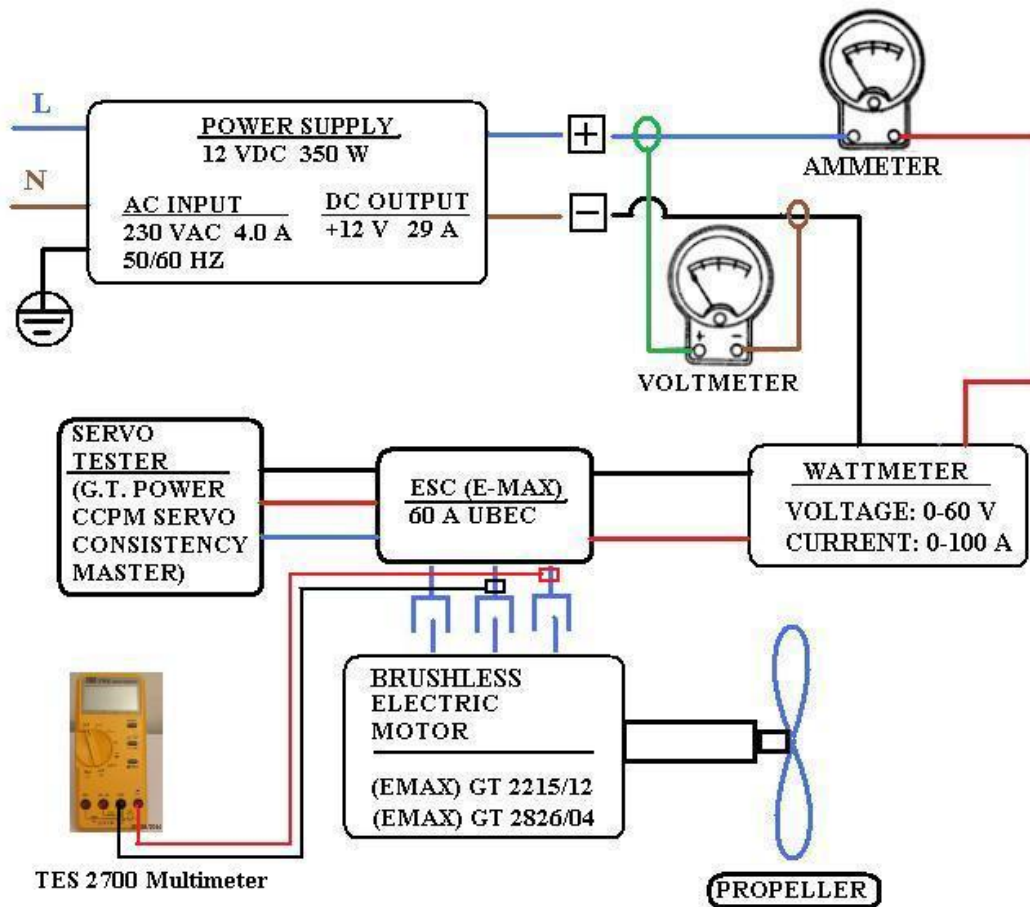 L
N
POWER SUPPLY
12 VDC 350 W
AC INPUT
230 VAC 4.0 A
50/60 HZ
DC OUTPUT
+12 V 29 A
+
−
AMMETER
+ −
VOLTMETER
SERVO
TESTER
(G.T. POWER
CCPM SERVO
CONSISTENCY
MASTER)
ESC (E-MAX)
60 A UBEC
WATTMETER
VOLTAGE: 0-60 V
CURRENT: 0-100 A
BRUSHLESS
ELECTRIC
MOTOR
(EMAX) GT 2215/12
(EMAX) GT 2826/04
TES 2700 Multimeter
PROPELLER